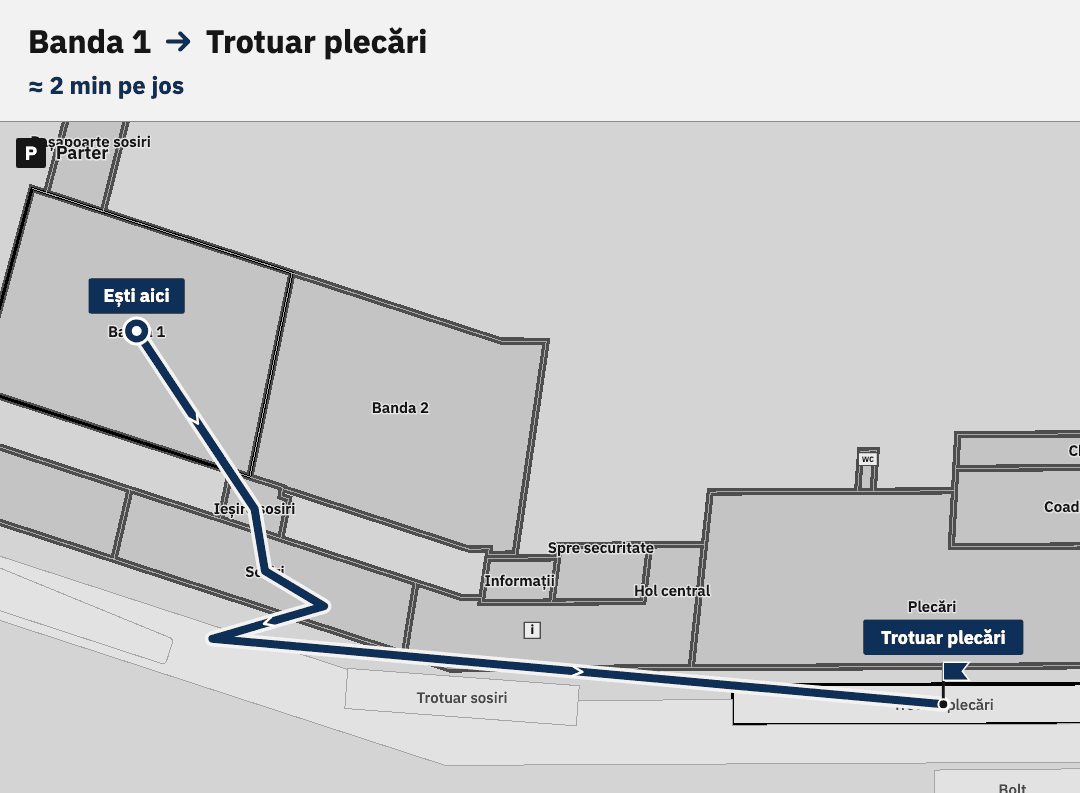 Banda 1 → Trotuar plecări
≈ 2 min pe jos
Pașapoarte sosiri
P Parter
Ești aici
1
Banda 2
Ieșire sosiri
WC
Spre securitate
Informații
Hol central
i
Plecări
Trotuar plecări
Trotuar sosiri
plecări
Bolt